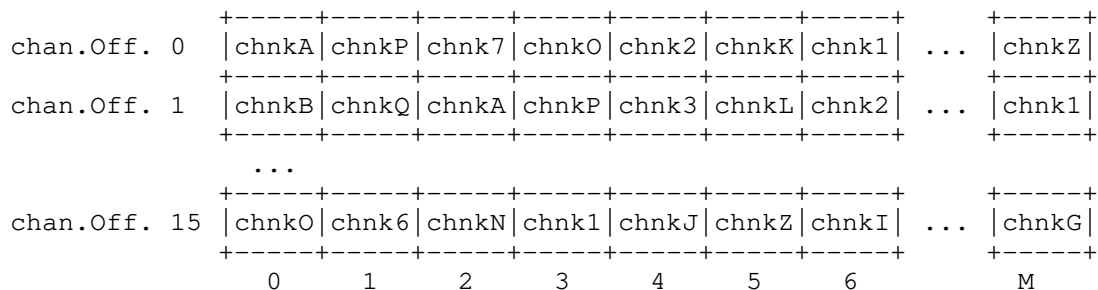 +-----+-----+-----+-----+-----+-----+-----+     +-----+
chan.Off. 0  |chnkA|chnkP|chnk7|chnkO|chnk2|chnkK|chnk1| ... |chnkZ|
             +-----+-----+-----+-----+-----+-----+-----+     +-----+
chan.Off. 1  |chnkB|chnkQ|chnkA|chnkP|chnk3|chnkL|chnk2| ... |chnk1|
             +-----+-----+-----+-----+-----+-----+-----+     +-----+
               ...
             +-----+-----+-----+-----+-----+-----+-----+     +-----+
chan.Off. 15 |chnkO|chnk6|chnkN|chnk1|chnkJ|chnkZ|chnkI| ... |chnkG|
             +-----+-----+-----+-----+-----+-----+-----+     +-----+
                0     1     2     3     4     5     6          M